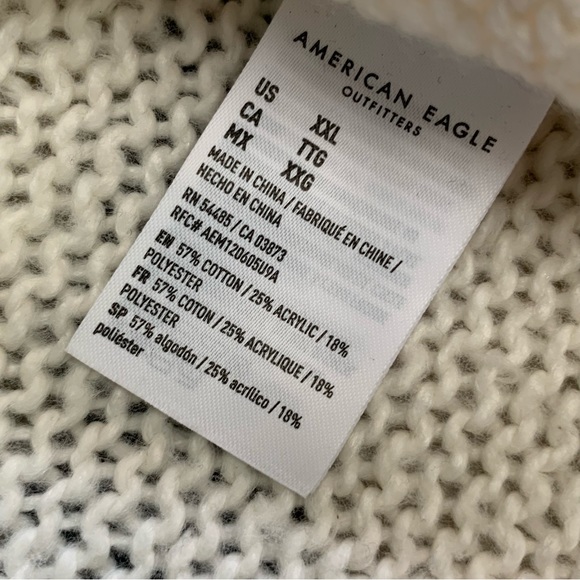 AMERICAN EAGLE
OUTFITTERS
US XXL
CA TTG
MX XXG
MADE IN CHINA / FABRIQUÉ EN CHINE /
HECHO EN CHINA
RN 54485 / CA 03873
RFC# AEM120605U9A
EN 57% COTTON / 25% ACRYLIC / 18%
POLYESTER
FR 57% COTON / 25% ACRYLIQUE / 18%
POLYESTER
SP 57% algodón / 25% acrílico / 18%
poliéster